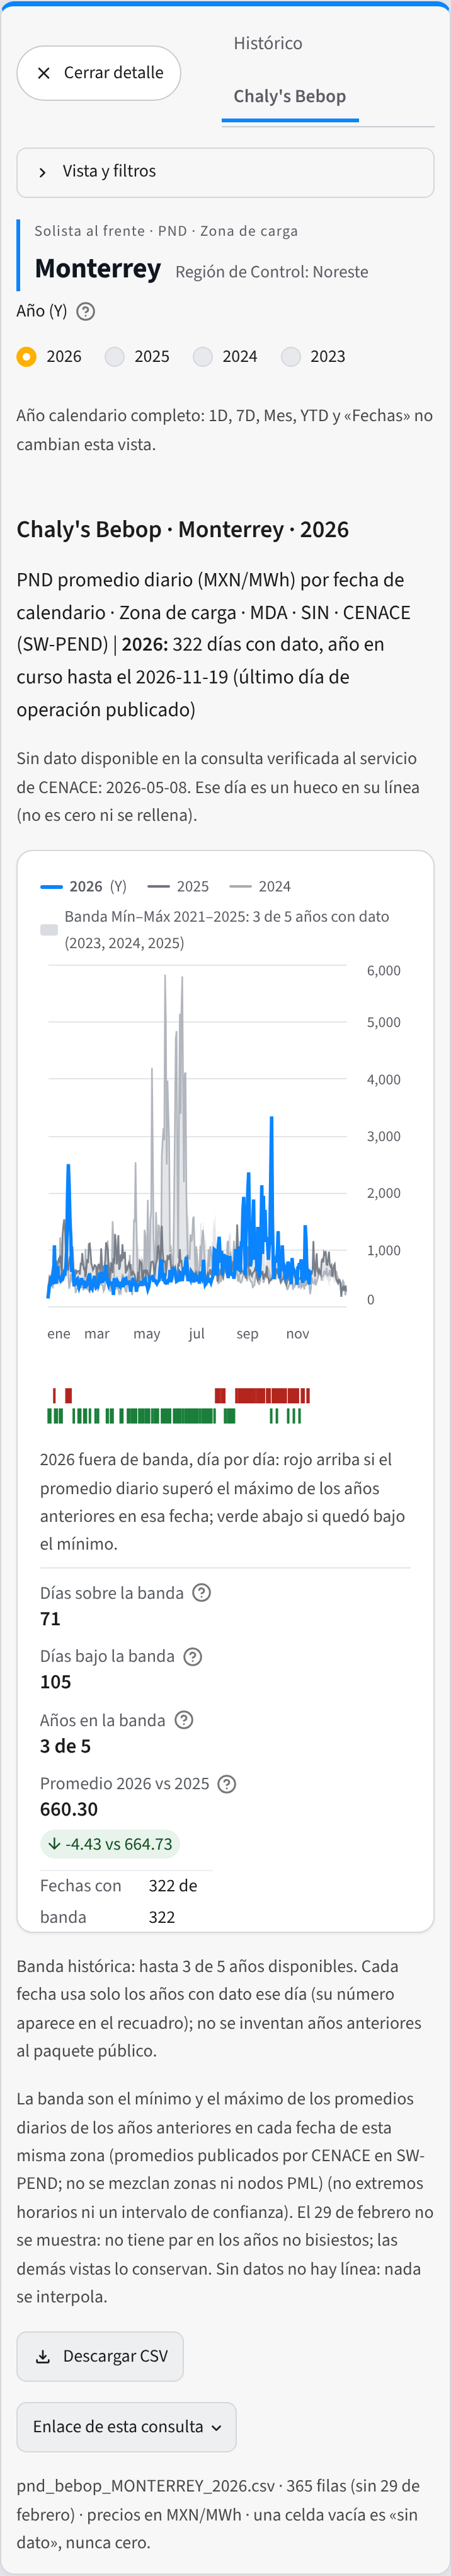 Cerrar detalle
Histórico
Chaly's Bebop
Vista y filtros
Solista al frente · PND · Zona de carga
Monterrey Región de Control: Noreste
Año (Y) ?
2026 2025 2024 2023
Año calendario completo: 1D, 7D, Mes, YTD y «Fechas» no
cambian esta vista.
Chaly's Bebop · Monterrey · 2026
PND promedio diario (MXN/MWh) por fecha de
calendario · Zona de carga · MDA · SIN · CENACE
(SW-PEND) | 2026: 322 días con dato, año en
curso hasta el 2026-11-19 (último día de
operación publicado)
Sin dato disponible en la consulta verificada al servicio
de CENACE: 2026-05-08. Ese día es un hueco en su línea
(no es cero ni se rellena).
2026 (Y) 2025 2024
Banda Mín–Máx 2021–2025: 3 de 5 años con dato
(2023, 2024, 2025)
6,000
5,000
4,000
3,000
2,000
1,000
0
ene mar may jul sep nov
2026 fuera de banda, día por día: rojo arriba si el
promedio diario superó el máximo de los años
anteriores en esa fecha; verde abajo si quedó bajo
el mínimo.
Días sobre la banda ?
71
Días bajo la banda ?
105
Años en la banda ?
3 de 5
Promedio 2026 vs 2025 ?
660.30
↓ -4.43 vs 664.73
Fechas con 322 de
banda 322
Banda histórica: hasta 3 de 5 años disponibles. Cada
fecha usa solo los años con dato ese día (su número
aparece en el recuadro); no se inventan años anteriores
al paquete público.
La banda son el mínimo y el máximo de los promedios
diarios de los años anteriores en cada fecha de esta
misma zona (promedios publicados por CENACE en SW-
PEND; no se mezclan zonas ni nodos PML) (no extremos
horarios ni un intervalo de confianza). El 29 de febrero no
se muestra: no tiene par en los años no bisiestos; las
demás vistas lo conservan. Sin datos no hay línea: nada
se interpola.
Descargar CSV
Enlace de esta consulta
pnd_bebop_MONTERREY_2026.csv · 365 filas (sin 29 de
febrero) · precios en MXN/MWh · una celda vacía es «sin
dato», nunca cero.